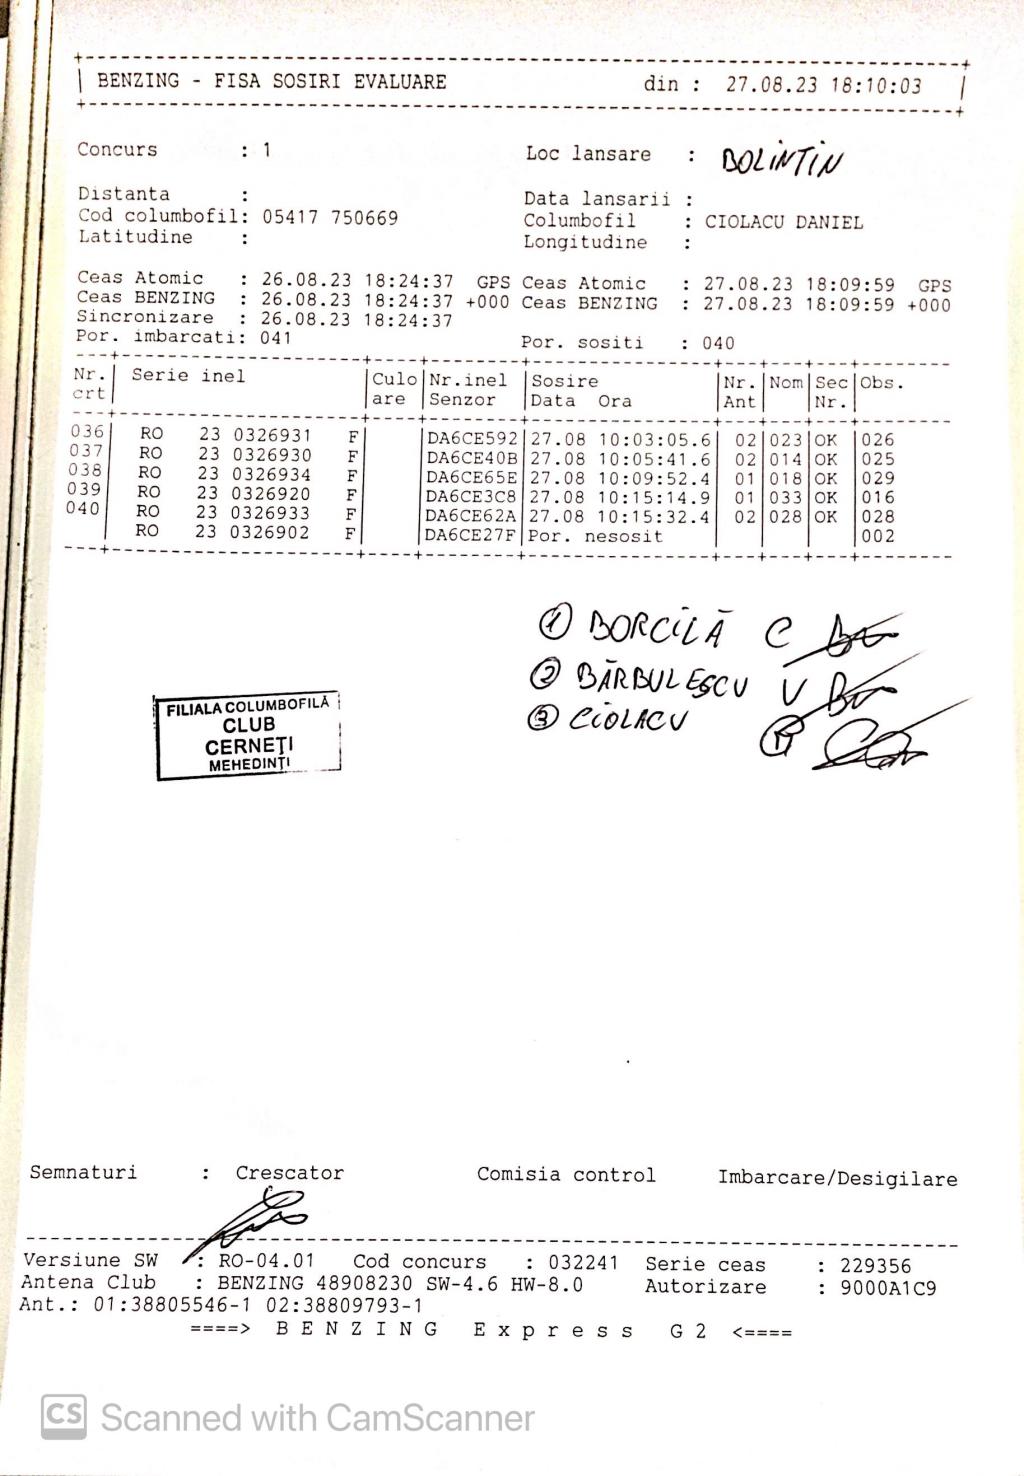 BENZING - FISA SOSIRI EVALUARE din : 27.08.23 18:10:03
Concurs : 1 Loc lansare : BOLINTIN
Distanta : Data lansarii :
Cod columbofil: 05417 750669 Columbofil : CIOLACU DANIEL
Latitudine : Longitudine :
Ceas Atomic : 26.08.23 18:24:37 GPS Ceas Atomic : 27.08.23 18:09:59 GPS
Ceas BENZING : 26.08.23 18:24:37 +000 Ceas BENZING : 27.08.23 18:09:59 +000
Sincronizare : 26.08.23 18:24:37
Por. imbarcati: 041 Por. sositi : 040
Nr. Serie inel Culo Nr.inel Sosire Nr. Nom Sec Obs.
crt are Senzor Data Ora Ant Nr.
036 RO 23 0326931 F DA6CE592 27.08 10:03:05.6 02 023 OK 026
037 RO 23 0326930 F DA6CE40B 27.08 10:05:41.6 02 014 OK 025
038 RO 23 0326934 F DA6CE65E 27.08 10:09:52.4 01 018 OK 029
039 RO 23 0326920 F DA6CE3C8 27.08 10:15:14.9 01 033 OK 016
040 RO 23 0326933 F DA6CE62A 27.08 10:15:32.4 02 028 OK 028
RO 23 0326902 F DA6CE27F Por. nesosit 002
1 BORCILĂ C
2 BĂRBULESCU V
3 CIOLACU
FILIALA COLUMBOFILĂ
CLUB
CERNEȚI
MEHEDINȚI
Semnaturi : Crescator Comisia control Imbarcare/Desigilare
Versiune SW : RO-04.01 Cod concurs : 032241 Serie ceas : 229356
Antena Club : BENZING 48908230 SW-4.6 HW-8.0 Autorizare : 9000A1C9
Ant.: 01:38805546-1 02:38809793-1
====> BENZING Express G2 <====
CS Scanned with CamScanner